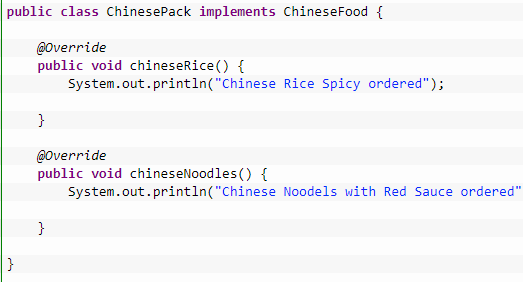 public class ChinesePack implements ChineseFood {
@Override
public void chineseRice() {
System.out.println("Chinese Rice Spicy ordered");
}
@Override
public void chineseNoodles() {
System.out.println("Chinese Noodels with Red Sauce ordered"
}
}